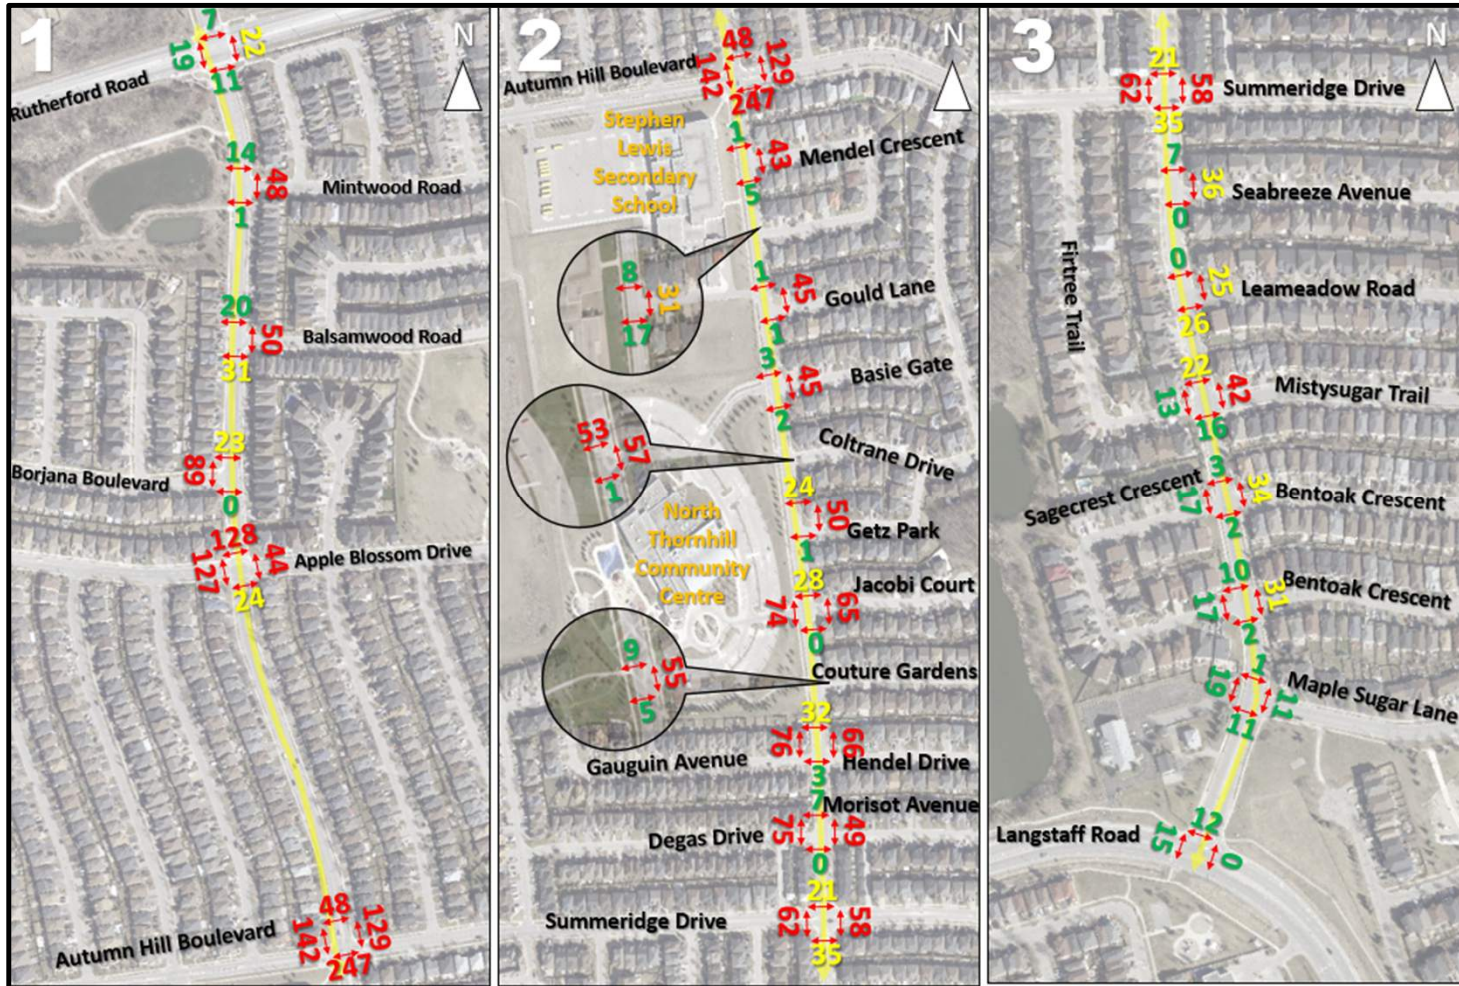 1
7
19
22
11
N
Rutherford Road
14
48
Mintwood Road
1
20
50
Balsamwood Road
31
23
89
Borjana Boulevard
0
128
127
44
Apple Blossom Drive
24
48
142
129
Autumn Hill Boulevard
247
2
48
142
129
Autumn Hill Boulevard
247
N
Stephen
Lewis
Secondary
School
1
43
Mendel Crescent
5
8
31
17
1
45
Gould Lane
1
3
45
Basie Gate
2
53
57
1
Coltrane Drive
24
50
Getz Park
1
North
Thornhill
Community
Centre
28
74
65
Jacobi Court
0
9
55
5
Couture Gardens
32
76
66
Gauguin Avenue
Hendel Drive
3
7
Morisot Avenue
Degas Drive
75
49
0
21
Summeridge Drive
62
58
35
3
21
62
58
Summeridge Drive
35
N
7
36
Seabreeze Avenue
0
Firtree Trail
0
25
Leameadow Road
26
22
13
42
Mistysugar Trail
16
3
Sagecrest Crescent
17
34
Bentoak Crescent
2
10
17
31
Bentoak Crescent
2
1
19
11
Maple Sugar Lane
11
Langstaff Road
12
15
0